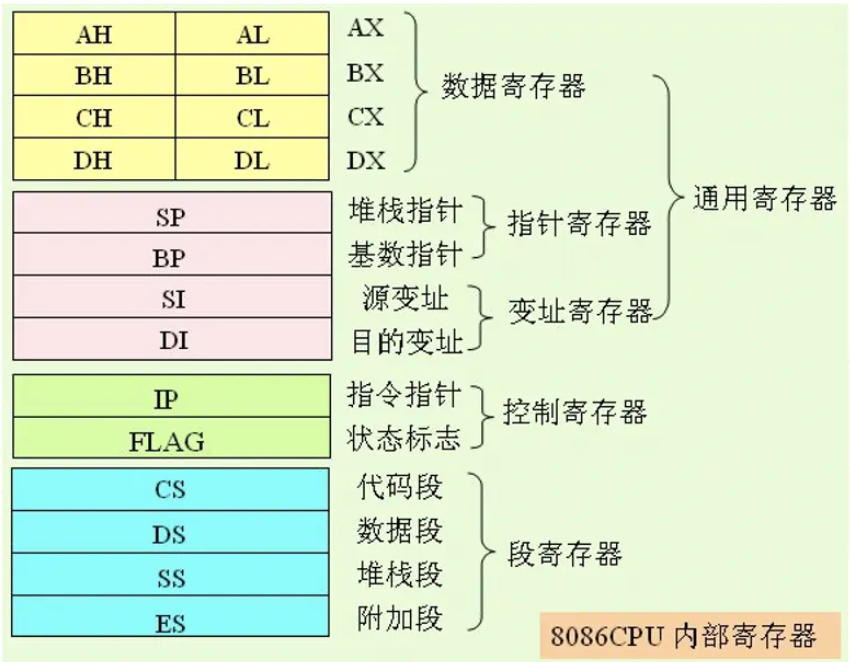 AH AL AX
BH BL BX
CH CL CX
DH DL DX
数据寄存器
SP 堆栈指针
BP 基数指针
指针寄存器
SI 源变址
DI 目的变址
变址寄存器
通用寄存器
IP 指令指针
FLAG 状态标志
控制寄存器
CS 代码段
DS 数据段
SS 堆栈段
ES 附加段
段寄存器
8086CPU 内部寄存器